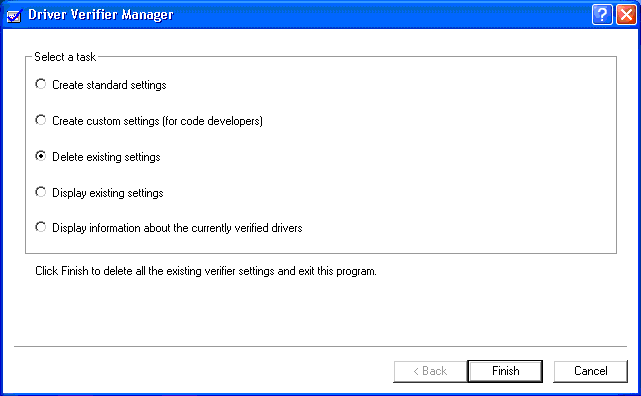 Driver Verifier Manager
Select a task
Create standard settings
Create custom settings (for code developers)
Delete existing settings
Display existing settings
Display information about the currently verified drivers
Click Finish to delete all the existing verifier settings and exit this program.
< Back Finish Cancel